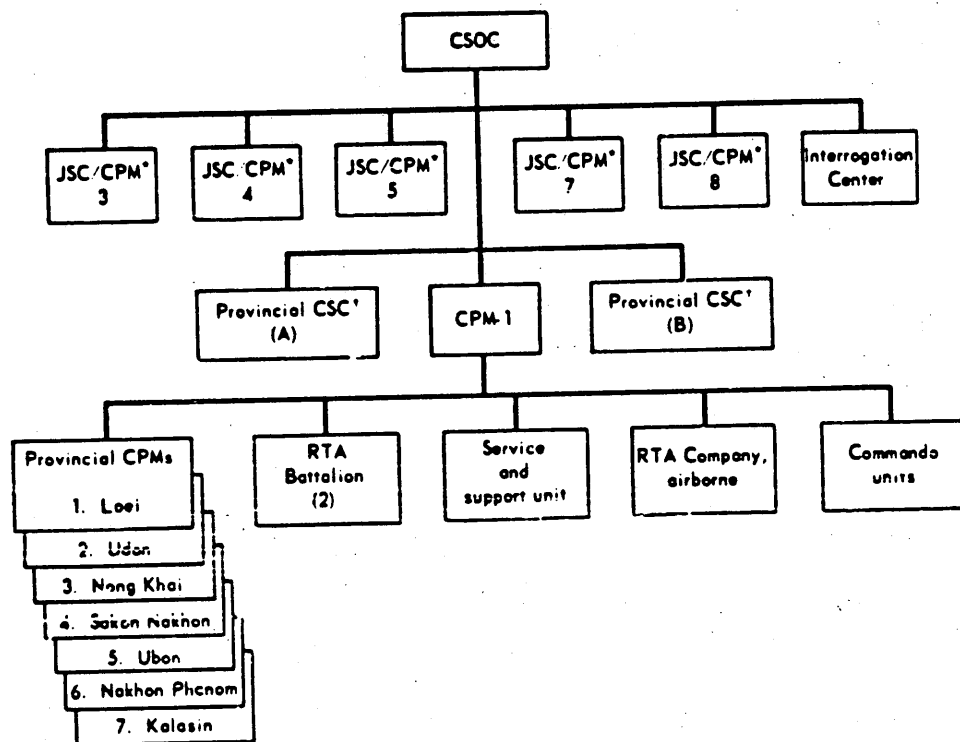 CSOC
JSC/CPM*
3
JSC/CPM*
4
JSC/CPM*
5
JSC/CPM*
7
JSC/CPM*
8
Interrogation
Center
Provincial CSC†
(A)
CPM-1
Provincial CSC†
(B)
Provincial CPMs
1. Loei
2. Udon
3. Nong Khai
4. Sakon Nakhon
5. Ubon
6. Nakhon Phenom
7. Kalasin
RTA
Battalion
(2)
Service
and
support unit
RTA Company,
airborne
Commando
units